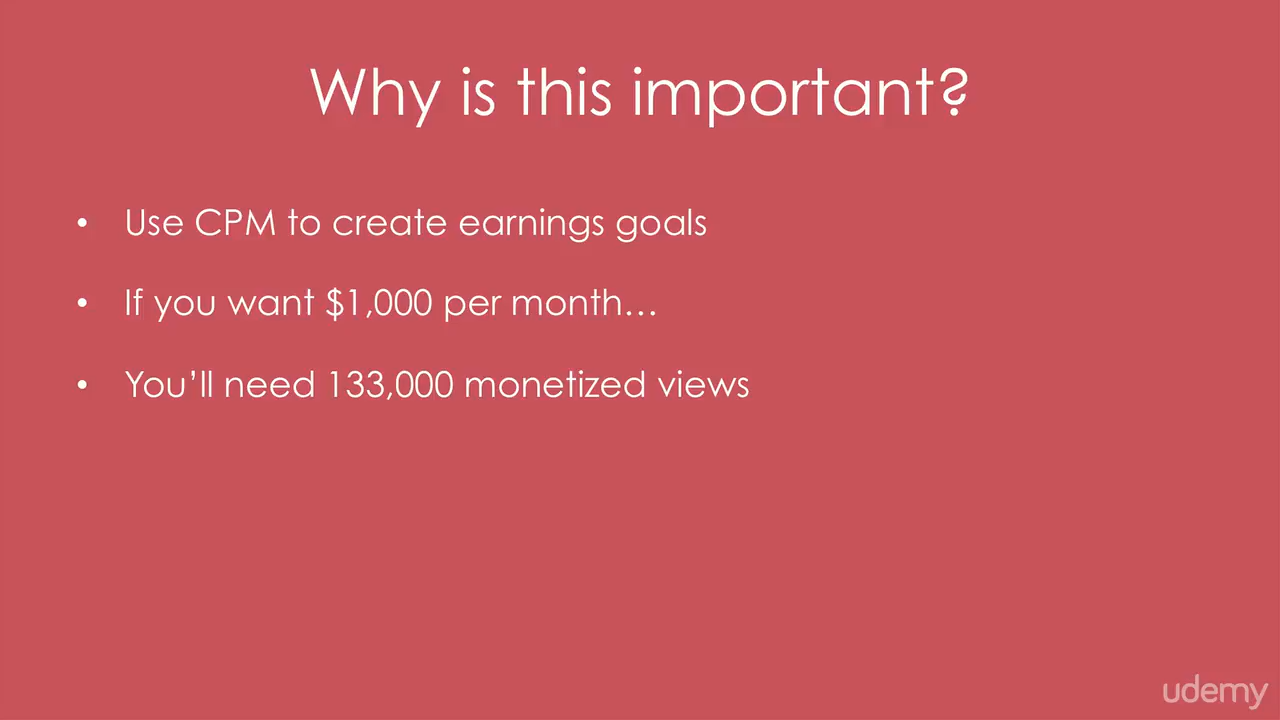 Why is this important?
• Use CPM to create earnings goals
• If you want $1,000 per month…
• You’ll need 133,000 monetized views
udemy